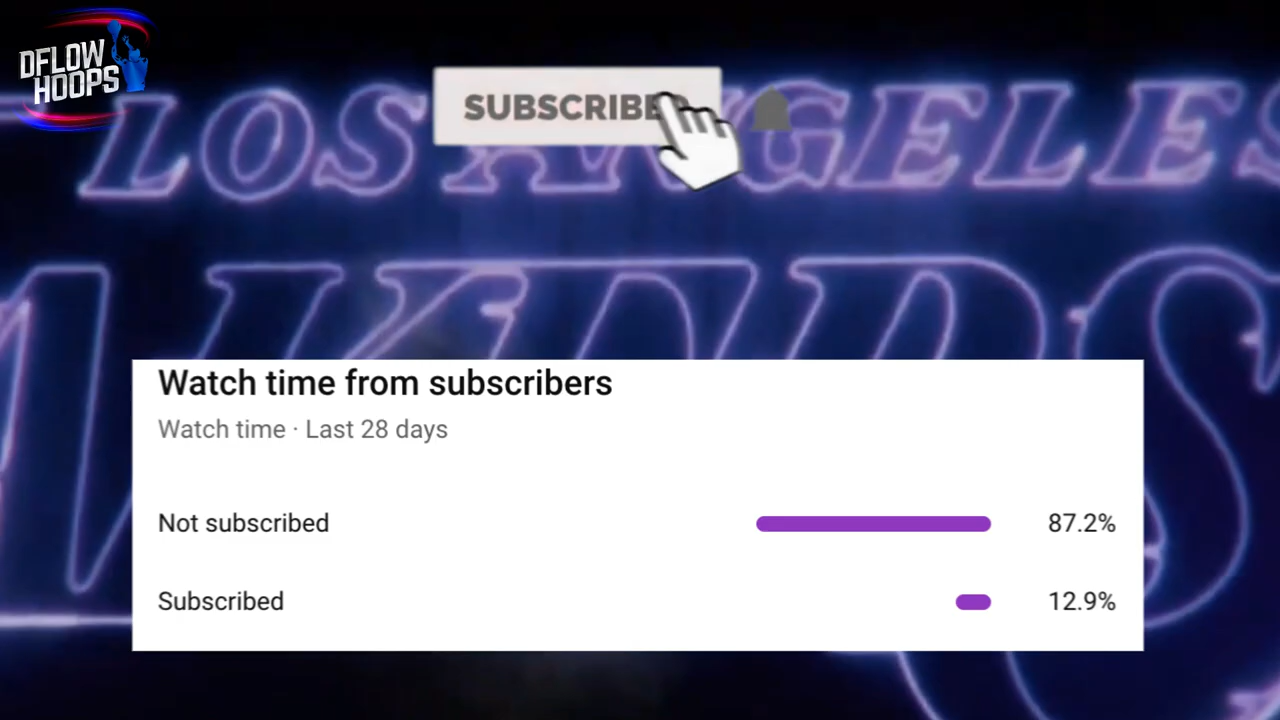 DFLOW
HOOPS
SUBSCRIBED
LOS ANGELES
Watch time from subscribers
Watch time · Last 28 days
Not subscribed 87.2%
Subscribed 12.9%